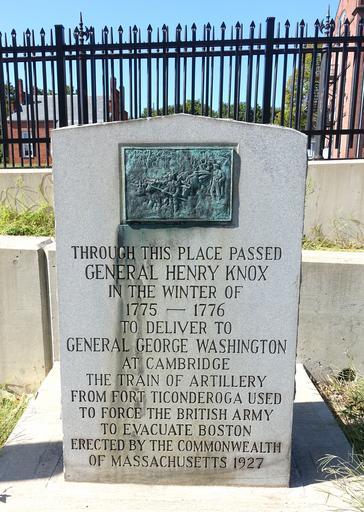 THROUGH THIS PLACE PASSED
GENERAL HENRY KNOX
IN THE WINTER OF
1775 — 1776
TO DELIVER TO
GENERAL GEORGE WASHINGTON
AT CAMBRIDGE
THE TRAIN OF ARTILLERY
FROM FORT TICONDEROGA USED
TO FORCE THE BRITISH ARMY
TO EVACUATE BOSTON
ERECTED BY THE COMMONWEALTH
OF MASSACHUSETTS 1927